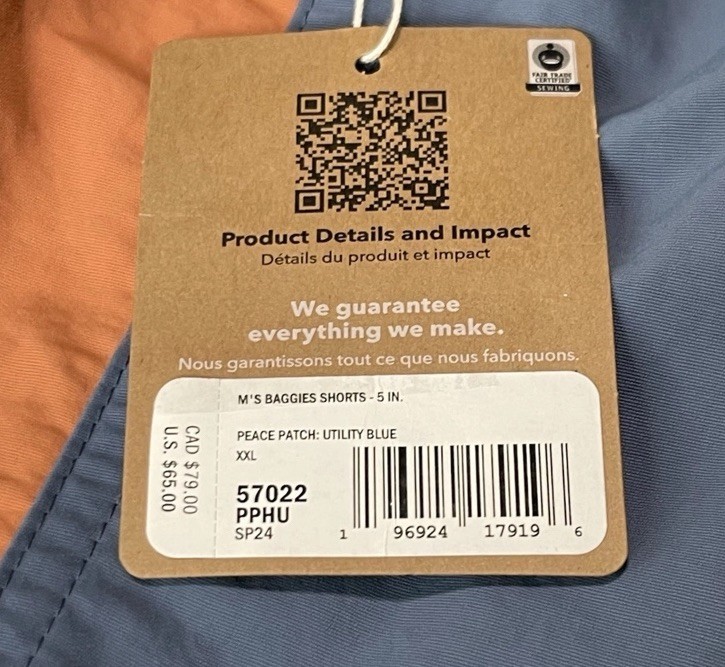 FAIR TRADE
CERTIFIED
SEWING
Product Details and Impact
Détails du produit et impact
We guarantee
everything we make.
Nous garantissons tout ce que nous fabriquons.
M'S BAGGIES SHORTS - 5 IN.
PEACE PATCH: UTILITY BLUE
XXL
57022
PPHU
SP24
1 96924 17919 6
CAD $79.00
U.S. $65.00